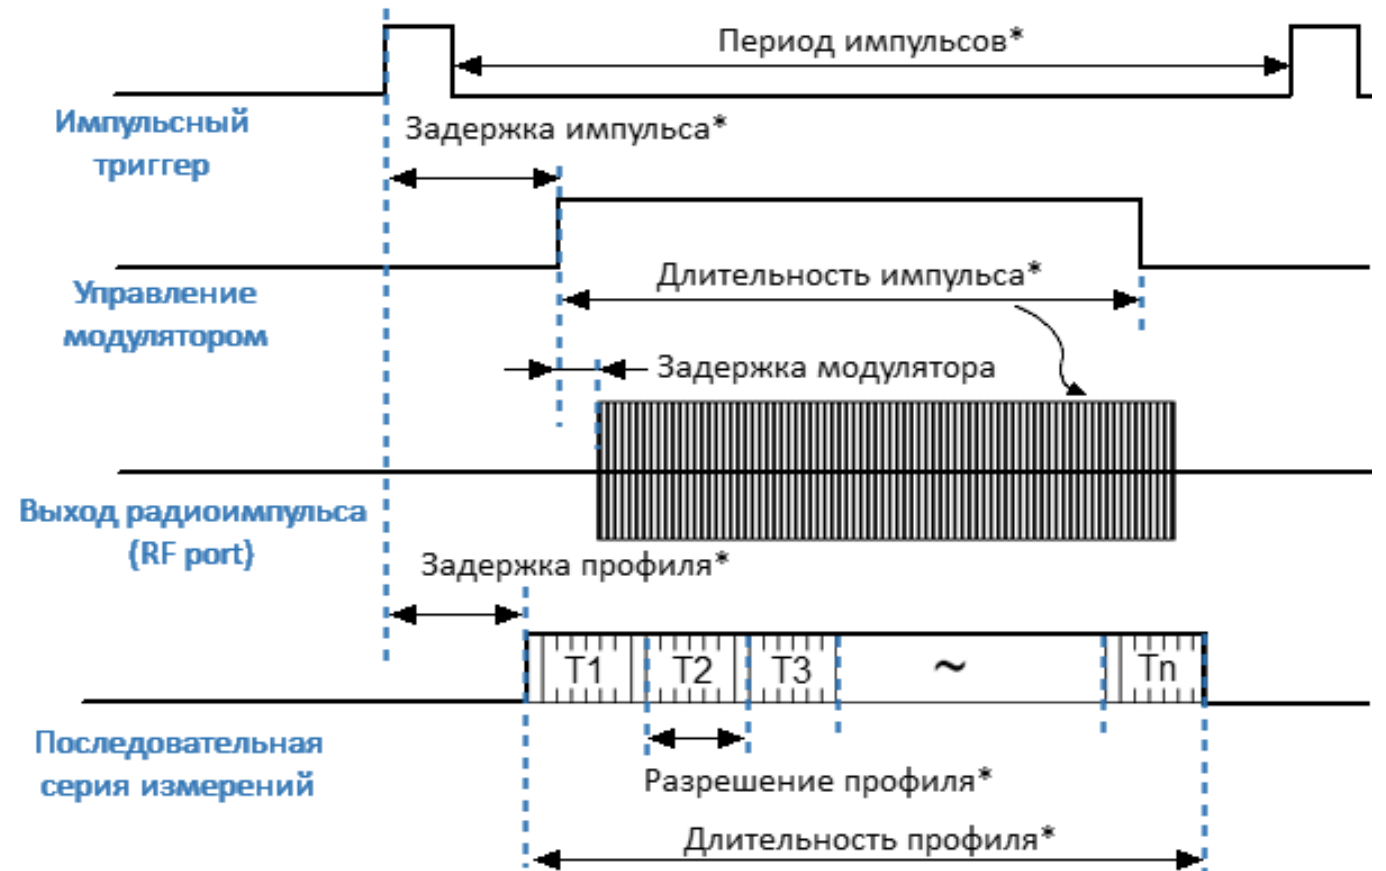 Период импульсов*
Импульсный
триггер
Задержка импульса*
Управление
модулятором
Длительность импульса*
Задержка модулятора
Выход радиоимпульса
(RF port)
Задержка профиля*
T1
T2
T3
~
Tn
Последовательная
серия измерений
Разрешение профиля*
Длительность профиля*